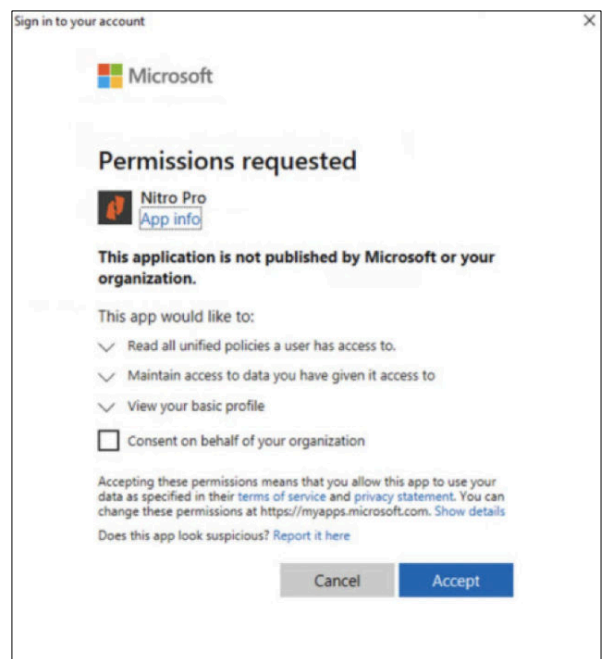 Sign in to your account
Microsoft
Permissions requested
Nitro Pro
App info
This application is not published by Microsoft or your
organization.
This app would like to:
Read all unified policies a user has access to.
Maintain access to data you have given it access to
View your basic profile
Consent on behalf of your organization
Accepting these permissions means that you allow this app to use your
data as specified in their terms of service and privacy statement. You can
change these permissions at https://myapps.microsoft.com. Show details
Does this app look suspicious? Report it here
Cancel
Accept